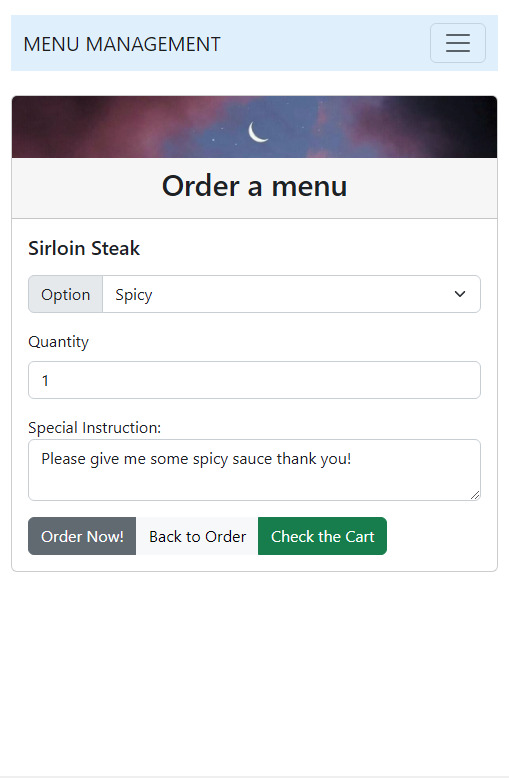 MENU MANAGEMENT
Order a menu
Sirloin Steak
Option Spicy
Quantity
1
Special Instruction:
Please give me some spicy sauce thank you!
Order Now! Back to Order Check the Cart